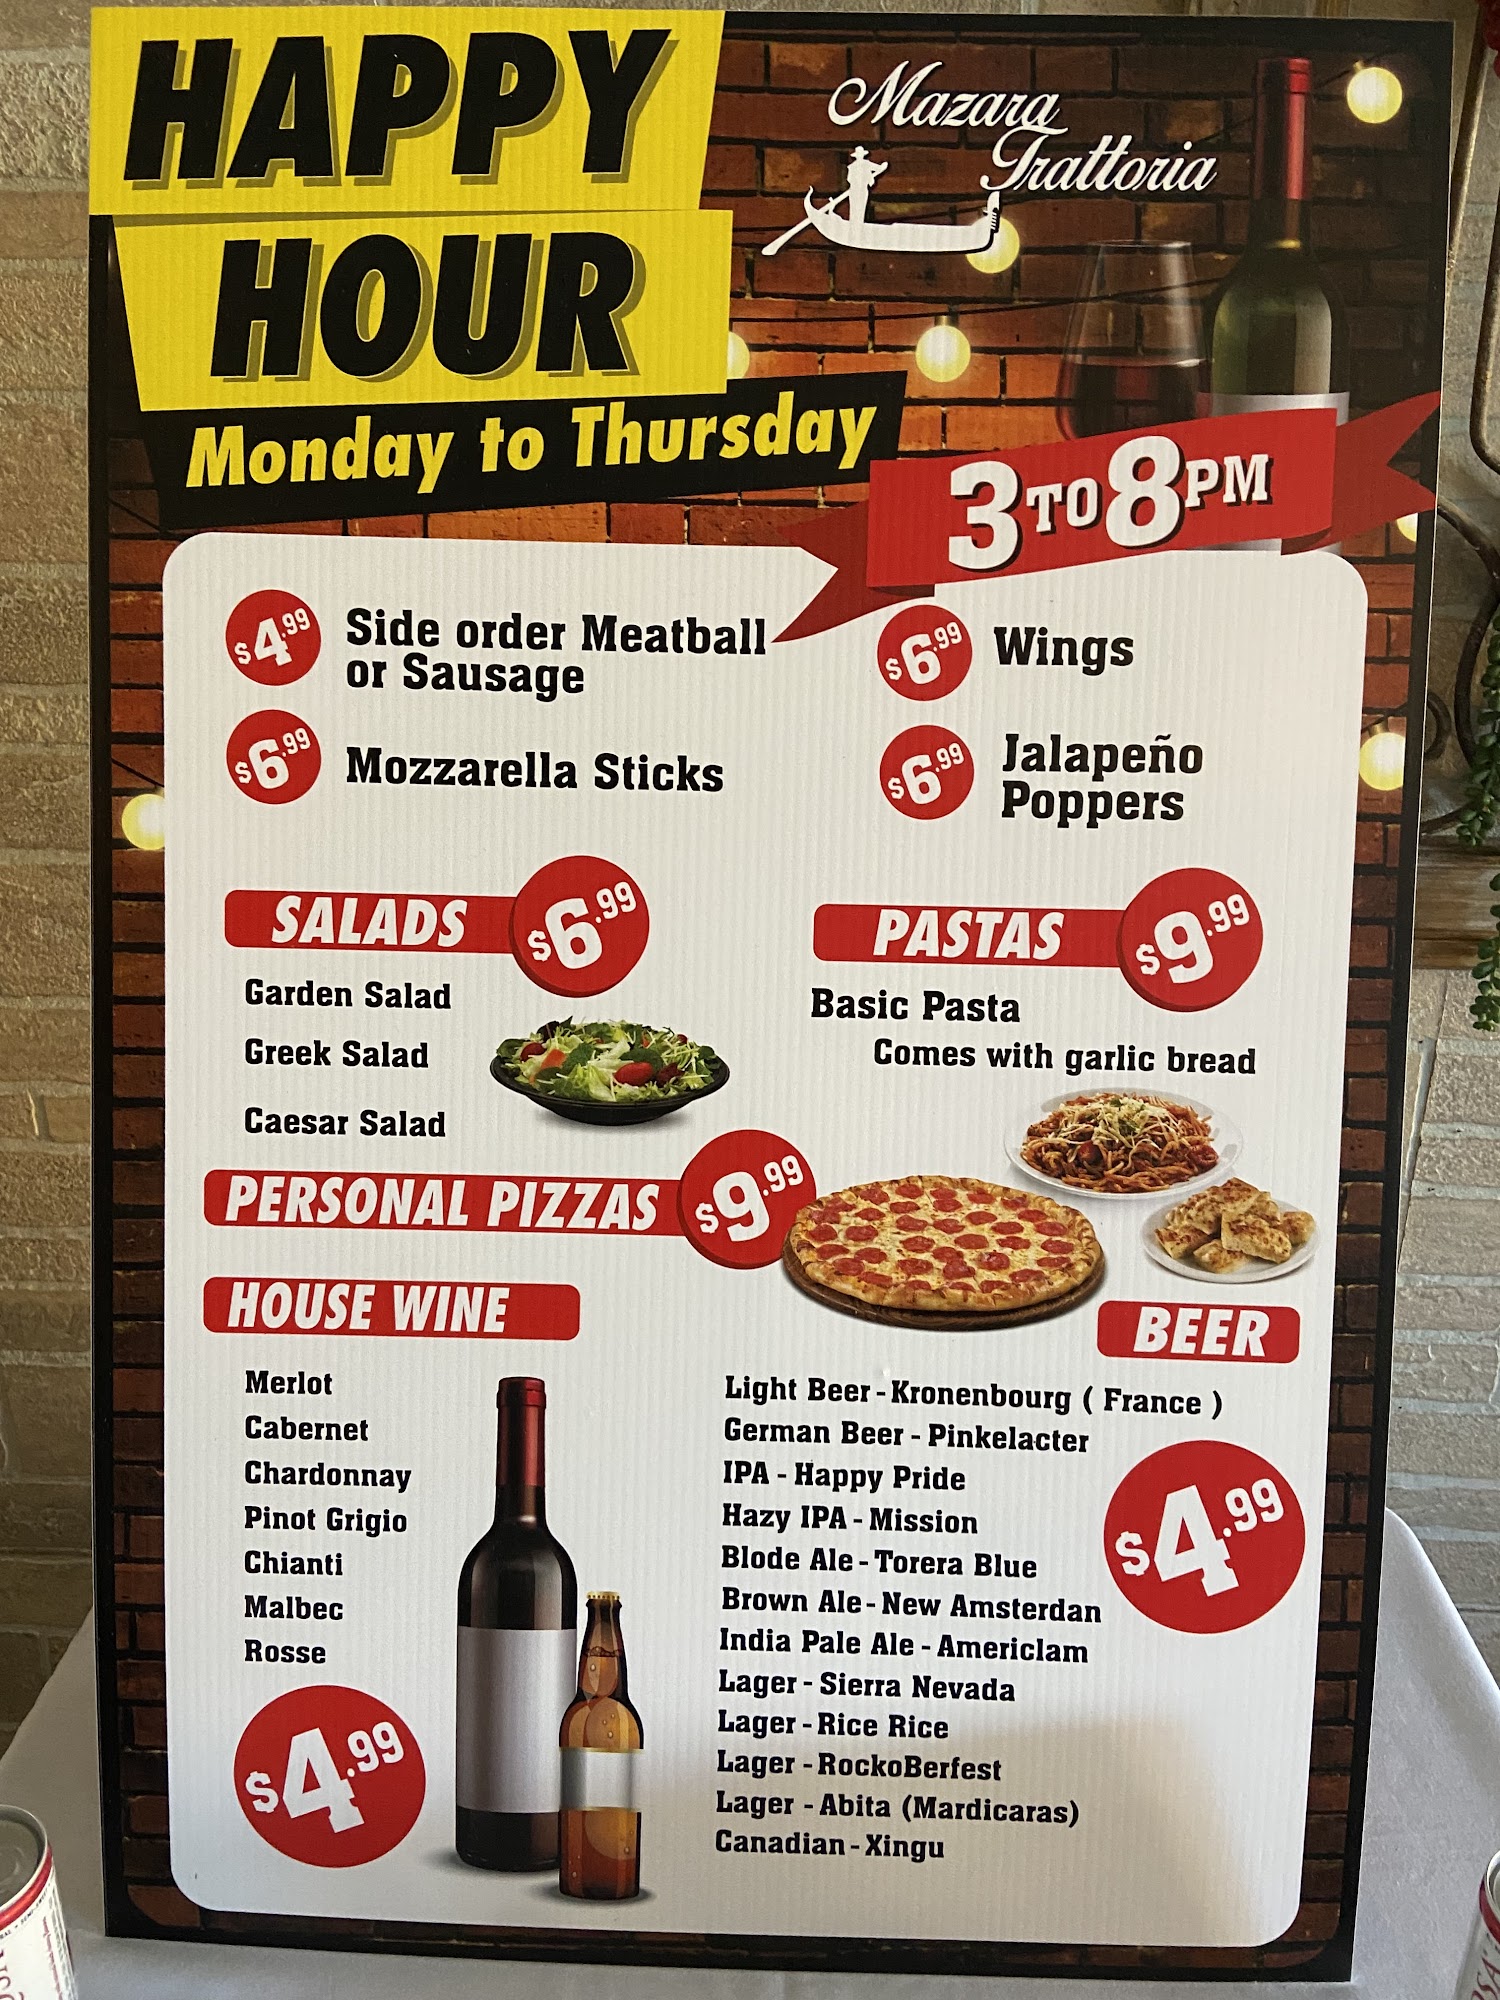 HAPPY
HOUR
Monday to Thursday
Mazara
Trattoria
3 TO 8 PM
$4.99 Side order Meatball
or Sausage
$6.99 Mozzarella Sticks
$6.99 Wings
$6.99 Jalapeño
Poppers
SALADS $6.99
Garden Salad
Greek Salad
Caesar Salad
PASTAS $9.99
Basic Pasta
Comes with garlic bread
PERSONAL PIZZAS $9.99
HOUSE WINE
Merlot
Cabernet
Chardonnay
Pinot Grigio
Chianti
Malbec
Rosse
$4.99
BEER
Light Beer - Kronenbourg ( France )
German Beer - Pinkelacter
IPA - Happy Pride
Hazy IPA - Mission
Blode Ale - Torera Blue
Brown Ale - New Amsterdan
India Pale Ale - Americlam
Lager - Sierra Nevada
Lager - Rice Rice
Lager - RockoBerfest
Lager - Abita (Mardicaras)
Canadian - Xingu
$4.99